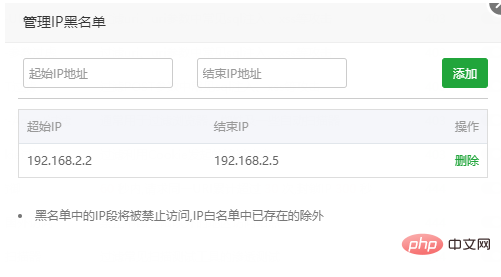 管理IP黑名单
起始IP地址 结束IP地址 添加
超始IP 结束IP 操作
192.168.2.2 192.168.2.5 删除
黑名单中的IP段将被禁止访问,IP白名单中已存在的除外
php 中文网